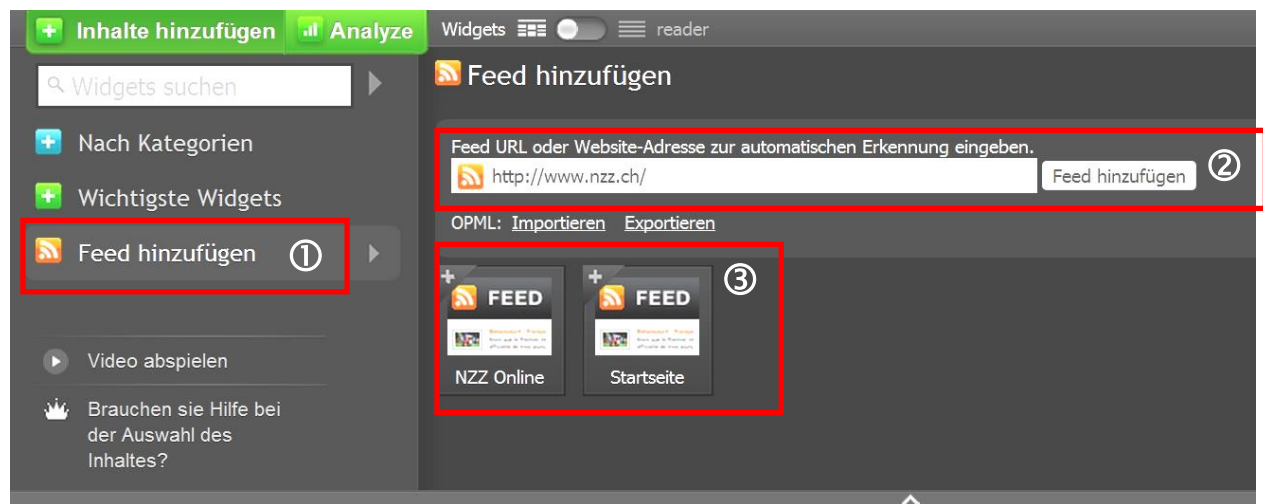 Inhalte hinzufügen Analyze Widgets reader
Widgets suchen
Nach Kategorien
Wichtigste Widgets
Feed hinzufügen ①
Video abspielen
Brauchen sie Hilfe bei
der Auswahl des
Inhaltes?
Feed hinzufügen
Feed URL oder Website-Adresse zur automatischen Erkennung eingeben.
http://www.nzz.ch/ Feed hinzufügen ②
OPML: Importieren Exportieren
FEED FEED ③
NZZ Online Startseite